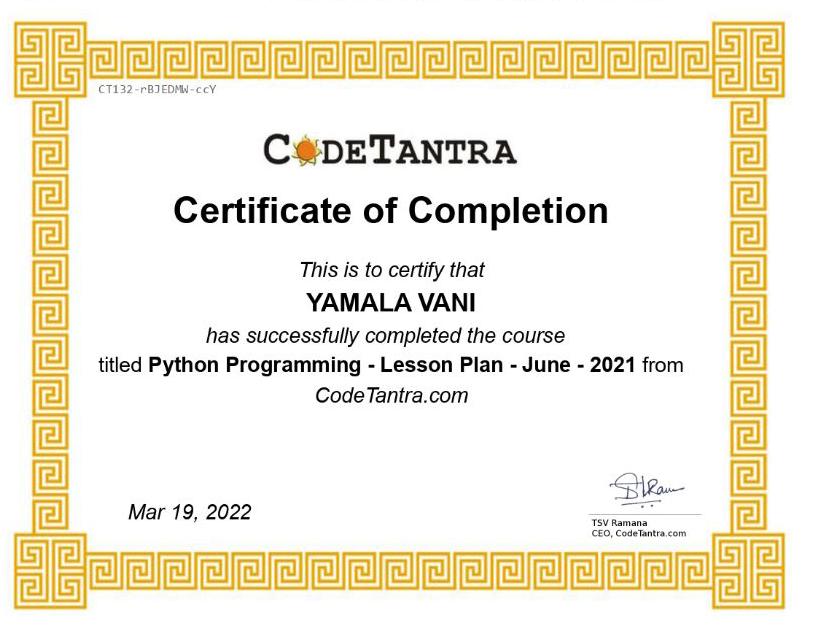 CT132-rBJEDMW-ccY
CODETANTRA
Certificate of Completion
This is to certify that
YAMALA VANI
has successfully completed the course
titled Python Programming - Lesson Plan - June - 2021 from
CodeTantra.com
Mar 19, 2022
TSV Ramana
CEO, CodeTantra.com